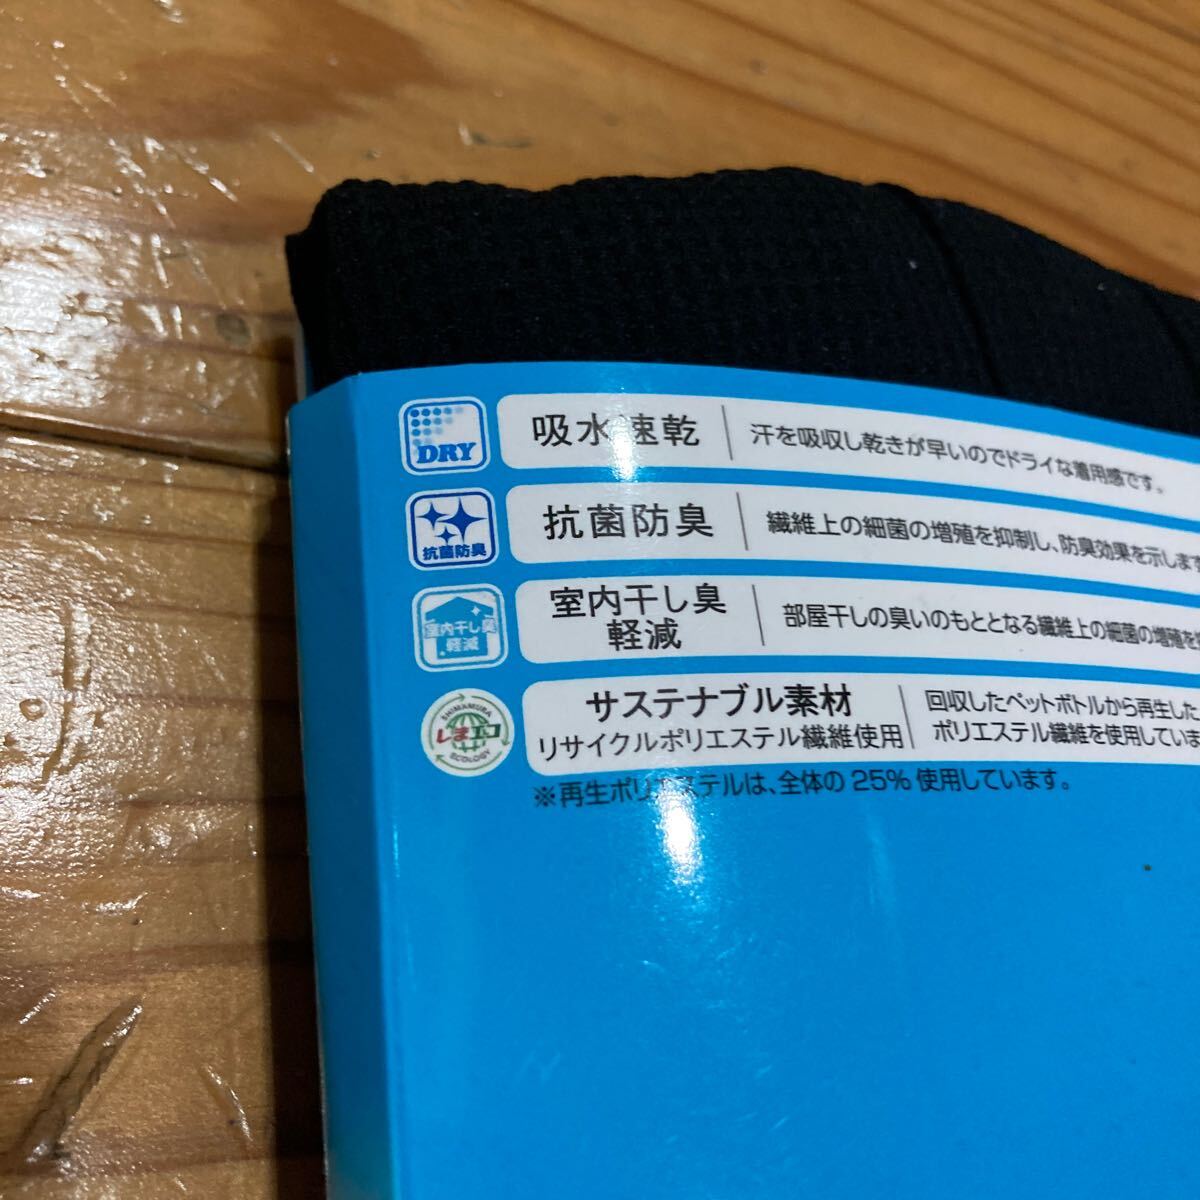 DRY
吸水速乾
汗を吸収し乾きが早いのでドライな着用感です。
抗菌防臭
抗菌防臭
繊維上の細菌の増殖を抑制し、防臭効果を示します
室内干し臭
軽減
室内干し臭
軽減
部屋干しの臭いのもととなる繊維上の細菌の増殖を
SHIMAMURA
しまエコ
ECOLOGY
サステナブル素材
リサイクルポリエステル繊維使用
回収したペットボトルから再生した
ポリエステル繊維を使用していま
※再生ポリエステルは、全体の25%使用しています。